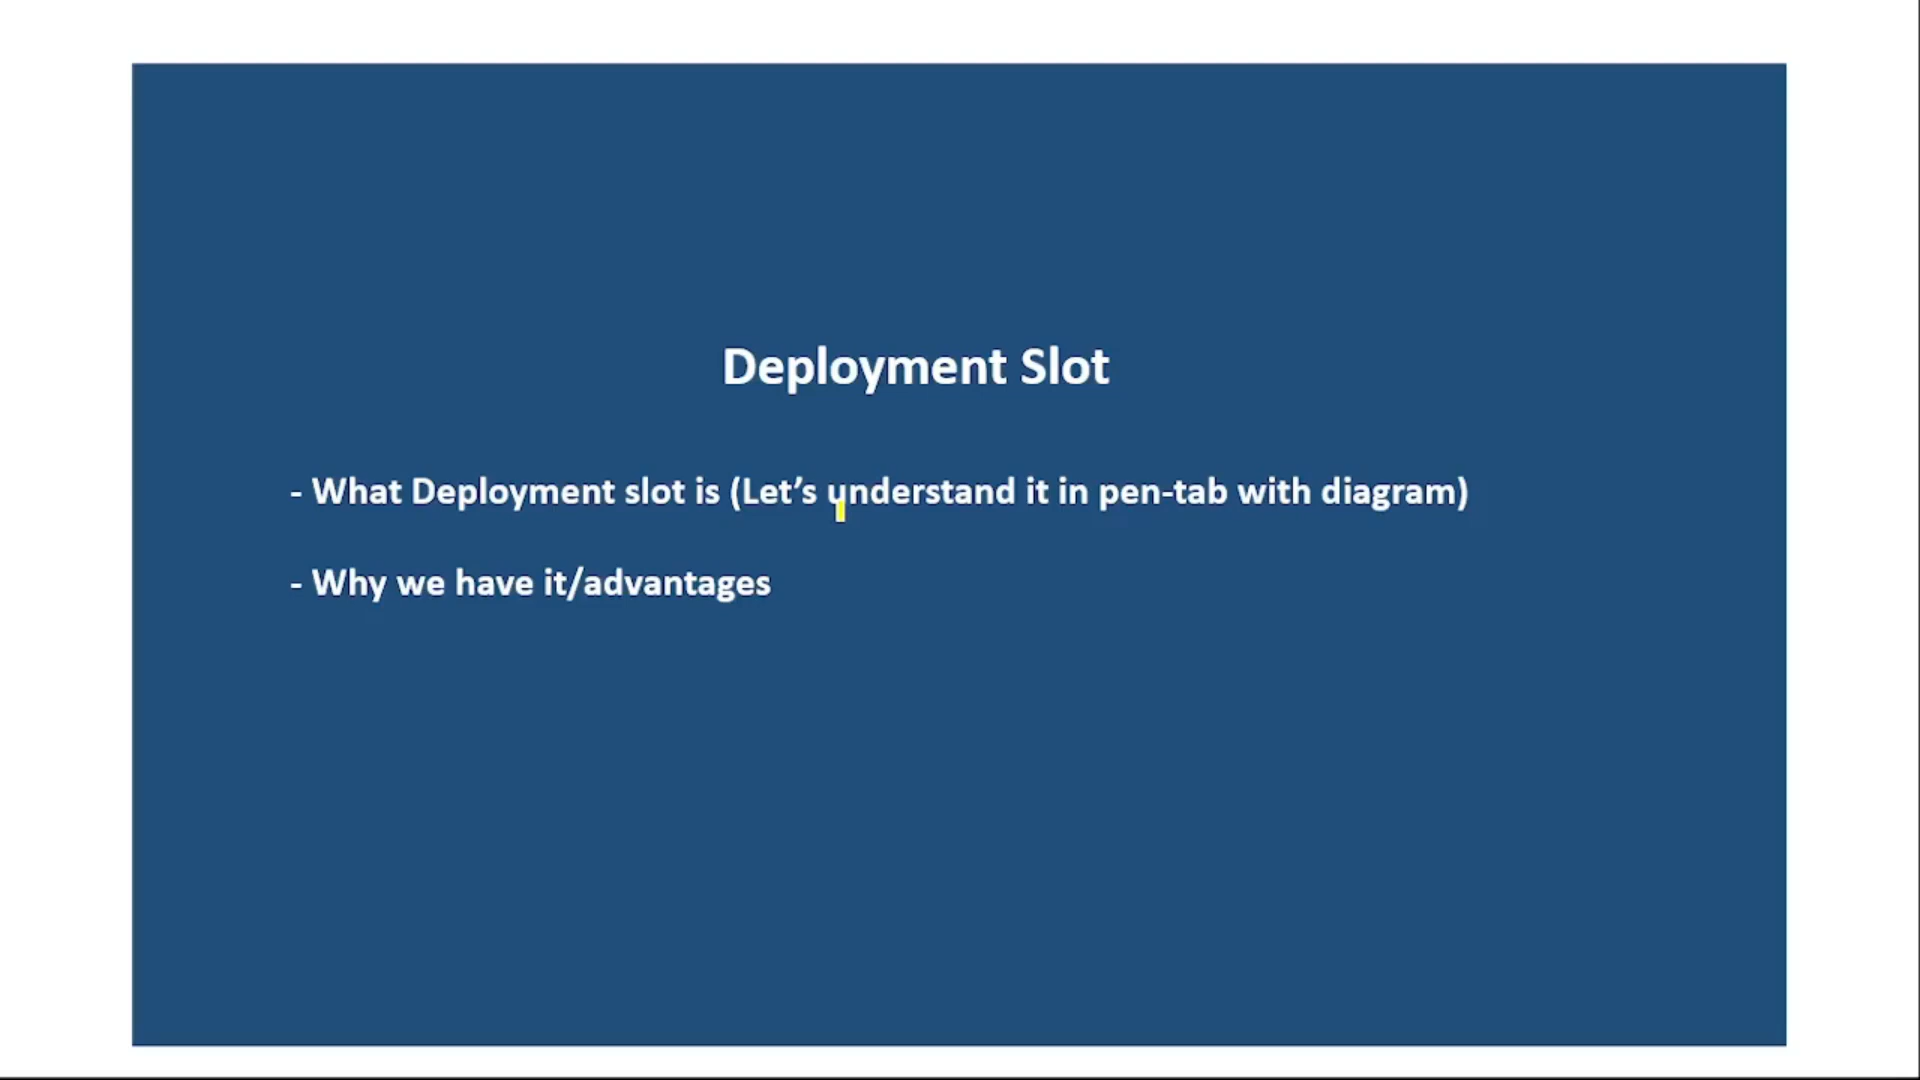 Deployment Slot
- What Deployment slot is (Let’s understand it in pen-tab with diagram)
- Why we have it/advantages